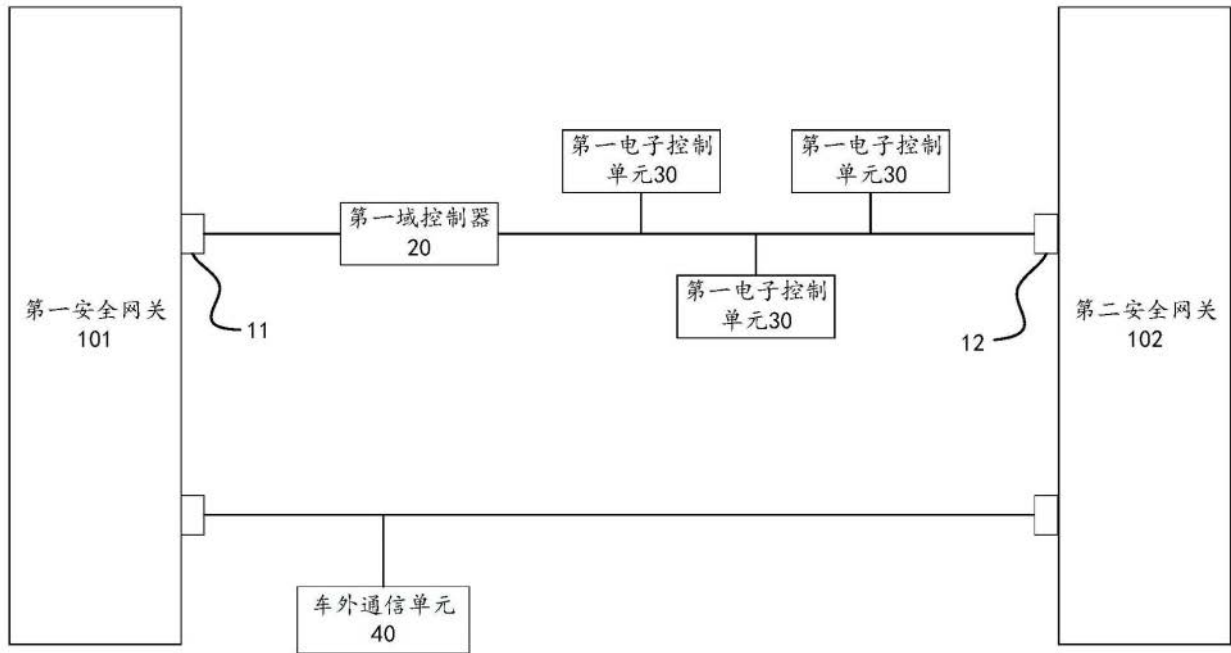 第一电子控制
单元30
第一电子控制
单元30
第一域控制器
20
第一电子控制
单元30
第一安全网关
101
11
12
第二安全网关
102
车外通信单元
40